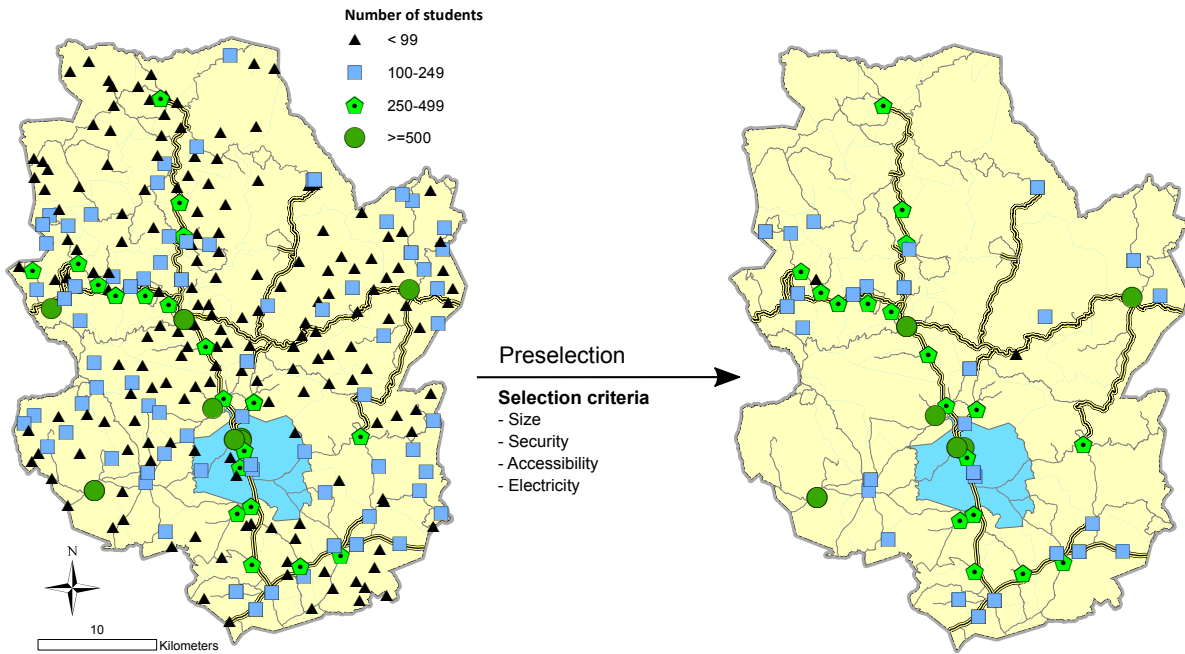 Number of students
< 99
100-249
250-499
>=500
Preselection
Selection criteria
- Size
- Security
- Accessibility
- Electricity
N
10
Kilometers